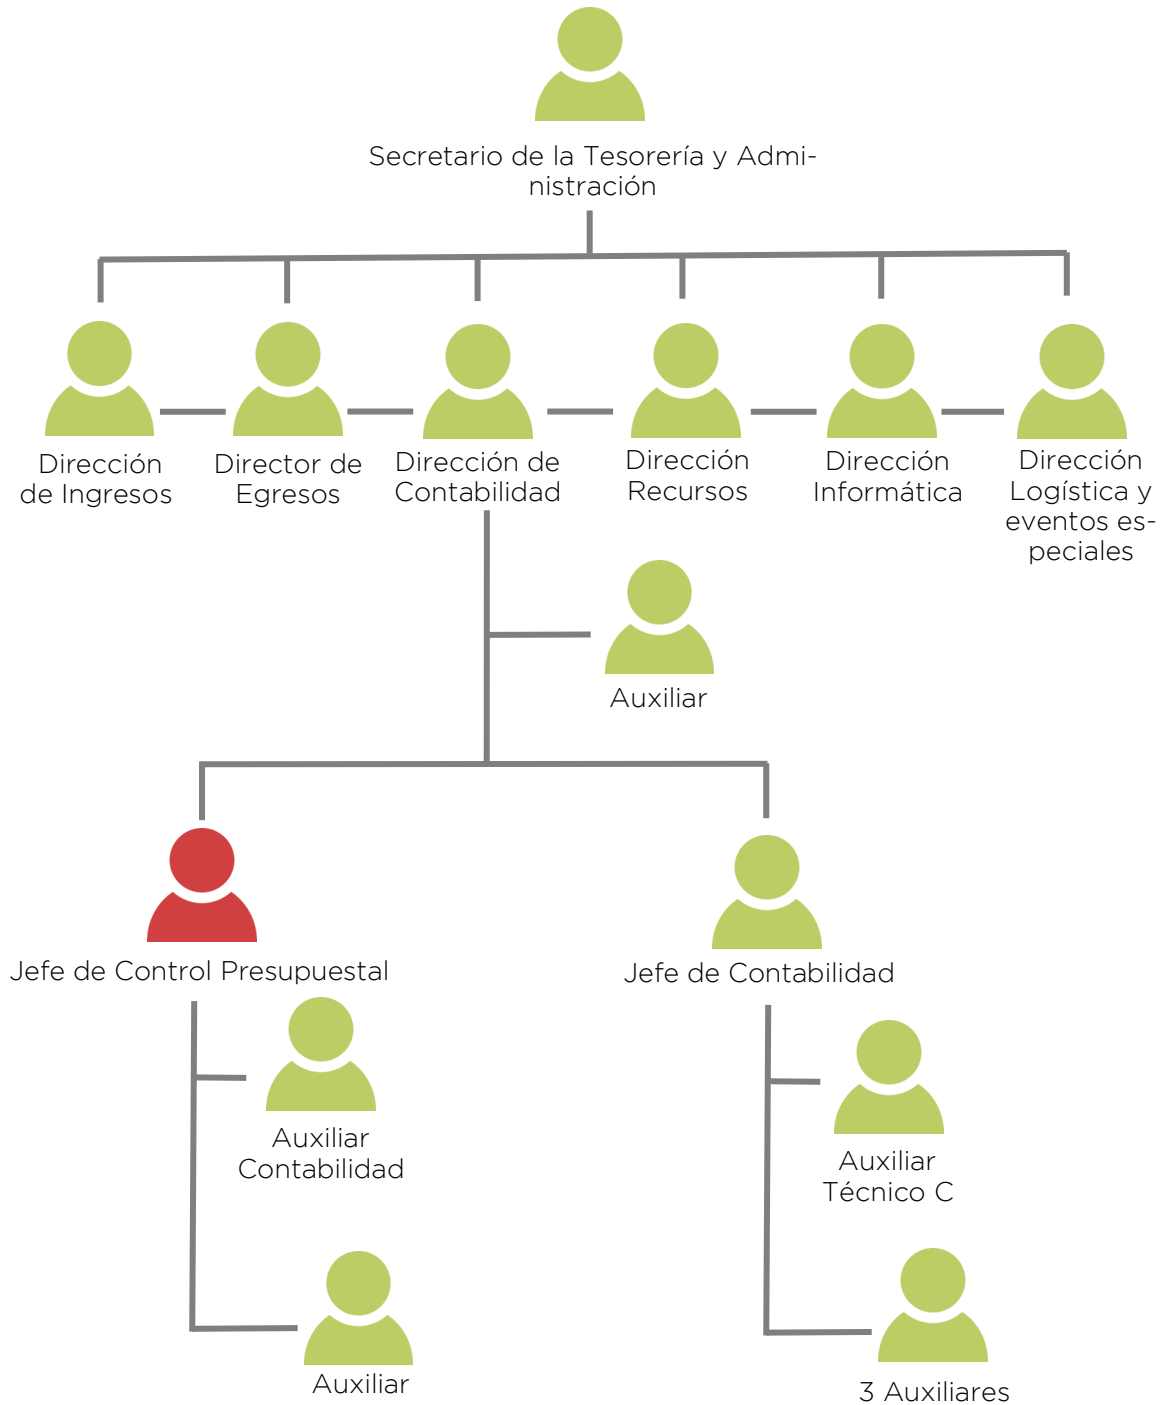 Secretario de la Tesorería y Admi-
nistración
Dirección
de Ingresos
Director de
Egresos
Dirección de
Contabilidad
Dirección
Recursos
Dirección
Informática
Dirección
Logística y
eventos es-
peciales
Auxiliar
Jefe de Control Presupuestal
Jefe de Contabilidad
Auxiliar
Contabilidad
Auxiliar
Técnico C
Auxiliar
3 Auxiliares